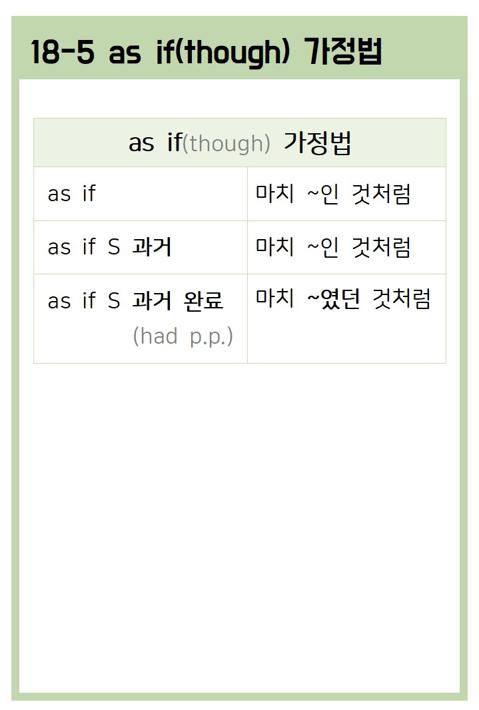 18-5 as if(though) 가정법
as if(though) 가정법
as if
마치 ~인 것처럼
as if S 과거
마치 ~인 것처럼
as if S 과거 완료
(had p.p.)
마치 ~였던 것처럼